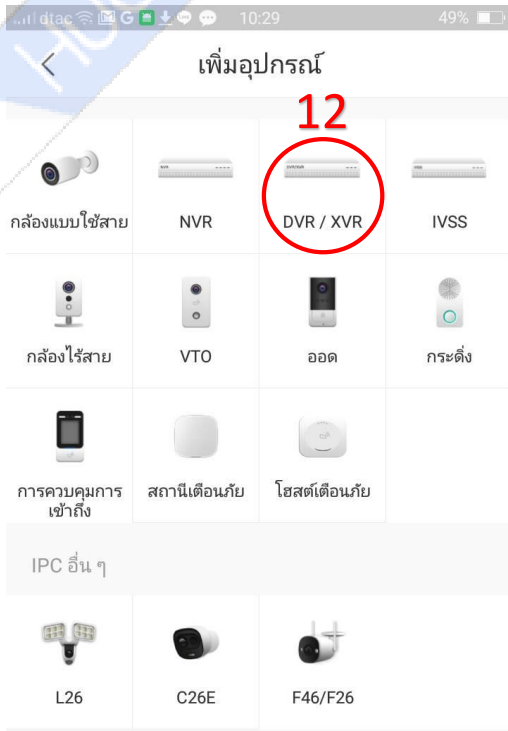 dtac 10:29 49%
เพิ่มอุปกรณ์
12
กล้องแบบใช้สาย NVR DVR / XVR IVSS
กล้องไร้สาย VTO ออด กระดิ่ง
การควบคุมการ สถานีเตือนภัย โฮสต์เตือนภัย
เข้าถึง
IPC อื่น ๆ
L26 C26E F46/F26